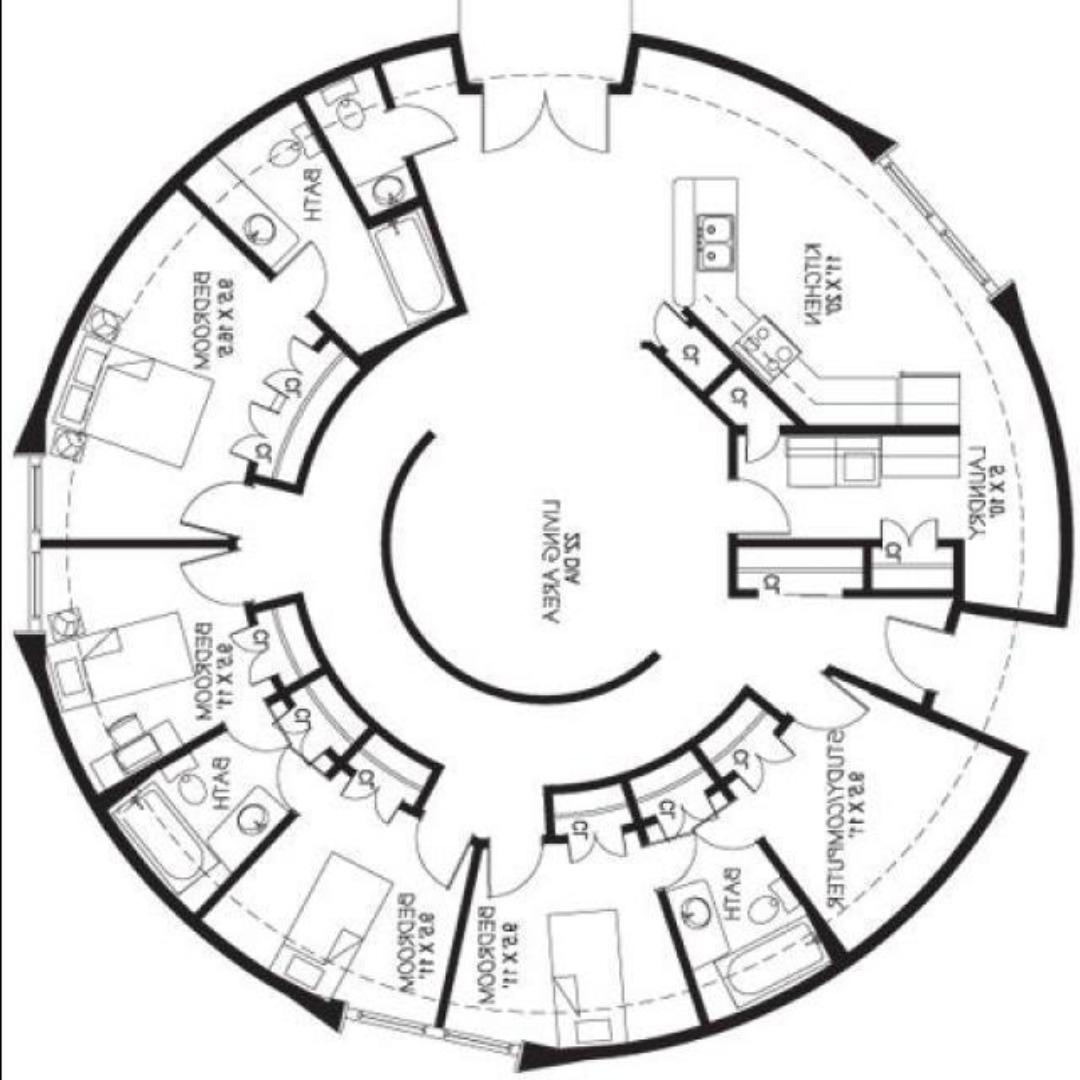 BATH
KITCHEN
11' X 20'
BEDROOM
9.5 X 16.5
CL
CL
CL
CL
LAUNDRY
5' X 10'
LIVING AREA
22' DIA
CL
CL
BEDROOM
9.5' X 11'
CL
CL
CL
CL
CL
CL
BATH
STUDY/COMPUTER
9.5' X 11'
BATH
BEDROOM
9.5' X 11'
BEDROOM
9.5' X 11'